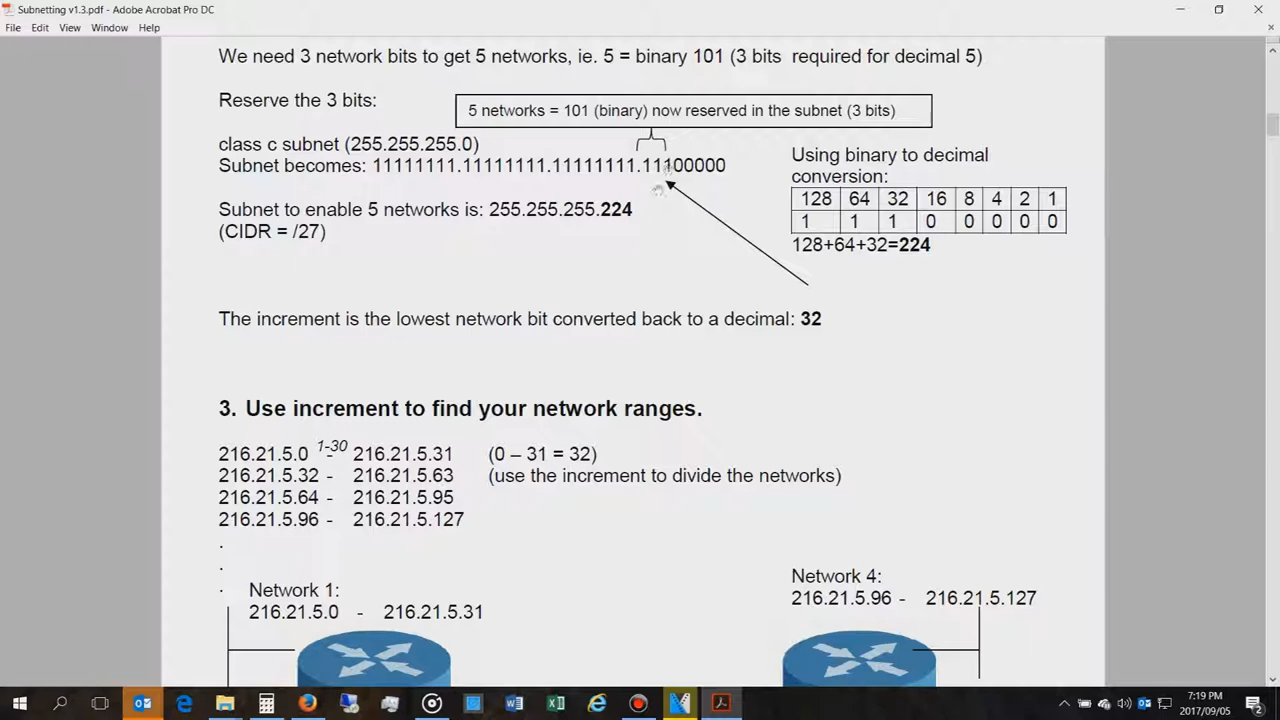 Subnetting v1.3.pdf - Adobe Acrobat Pro DC
File Edit View Window Help
We need 3 network bits to get 5 networks, ie. 5 = binary 101 (3 bits required for decimal 5)
Reserve the 3 bits:
5 networks = 101 (binary) now reserved in the subnet (3 bits)
class c subnet (255.255.255.0)
Subnet becomes: 11111111.11111111.11111111.11100000
Using binary to decimal
conversion:
128 64 32 16 8 4 2 1
1 1 1 0 0 0 0 0
128+64+32=224
Subnet to enable 5 networks is: 255.255.255.224
(CIDR = /27)
The increment is the lowest network bit converted back to a decimal: 32
3. Use increment to find your network ranges.
216.21.5.0 1-30 - 216.21.5.31 (0 – 31 = 32)
216.21.5.32 - 216.21.5.63 (use the increment to divide the networks)
216.21.5.64 - 216.21.5.95
216.21.5.96 - 216.21.5.127
.
.
.
Network 1:
216.21.5.0 - 216.21.5.31
Network 4:
216.21.5.96 - 216.21.5.127
7:19 PM
2017/09/05
2